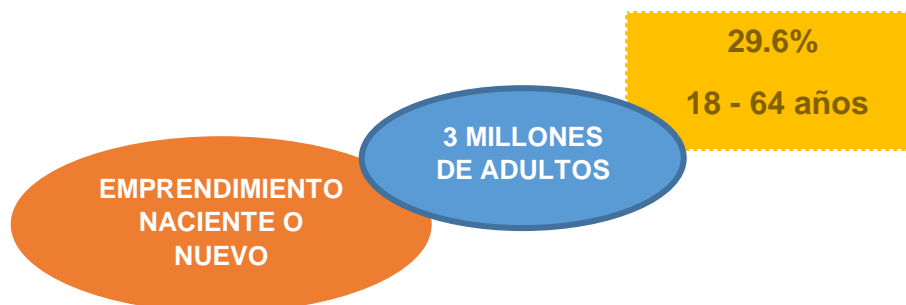 29.6%
18 - 64 años
3 MILLONES
DE ADULTOS
EMPRENDIMIENTO
NACIENTE O
NUEVO